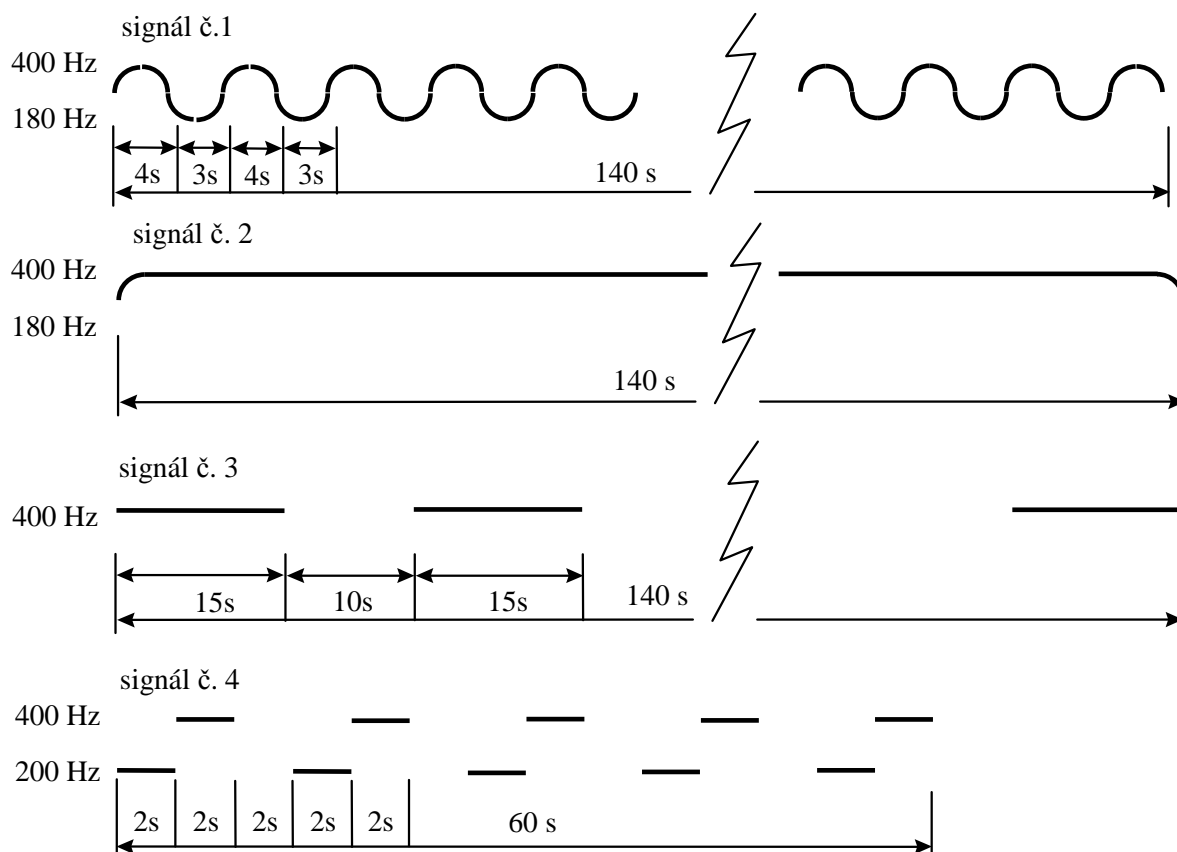 signál č.1
400 Hz
180 Hz
4s 3s 4s 3s 140 s
signál č. 2
400 Hz
180 Hz
140 s
signál č. 3
400 Hz
15s 10s 15s 140 s
signál č. 4
400 Hz
200 Hz
2s 2s 2s 2s 2s 60 s